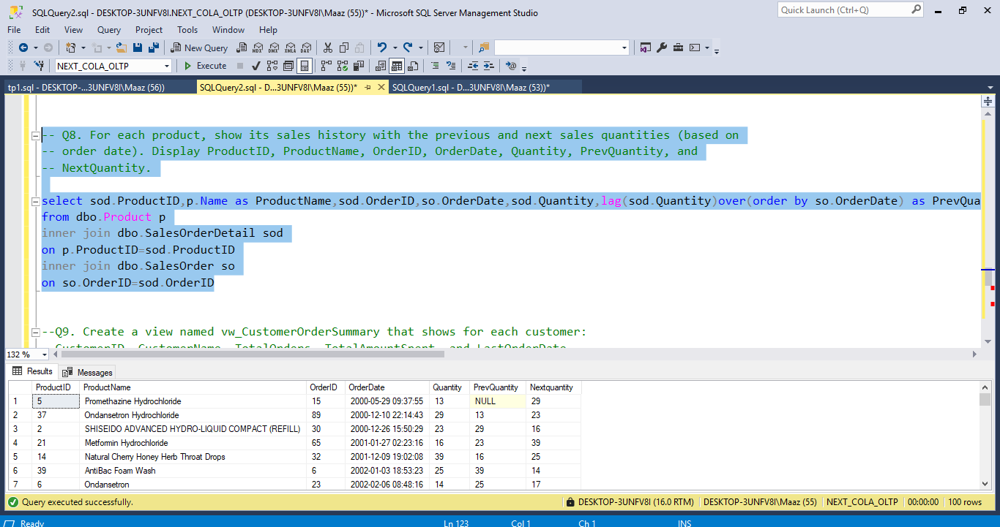 SQLQuery2.sql - DESKTOP-3UNFV8I.NEXT_COLA_OLTP (DESKTOP-3UNFV8I\Maaz (55))* - Microsoft SQL Server Management Studio
Quick Launch (Ctrl+Q)
File Edit View Query Project Tools Window Help
New Query MDX DMX XMLA DAX
NEXT_COLA_OLTP Execute
tp1.sql - DESKTOP-...3UNFV8I\Maaz (56)) SQLQuery2.sql - D...3UNFV8I\Maaz (55))* SQLQuery1.sql - D...3UNFV8I\Maaz (53))*
-- Q8. For each product, show its sales history with the previous and next sales quantities (based on
-- order date). Display ProductID, ProductName, OrderID, OrderDate, Quantity, PrevQuantity, and
-- NextQuantity.
select sod.ProductID,p.Name as ProductName,sod.OrderID,so.OrderDate,sod.Quantity,lag(sod.Quantity)over(order by so.OrderDate) as PrevQua
from dbo.Product p
inner join dbo.SalesOrderDetail sod
on p.ProductID=sod.ProductID
inner join dbo.SalesOrder so
on so.OrderID=sod.OrderID
--Q9. Create a view named vw_CustomerOrderSummary that shows for each customer:
CustomerID, CustomerName, TotalOrders, TotalAmountSpent, and LastOrderDate
132 %
Results Messages
ProductID ProductName OrderID OrderDate Quantity PrevQuantity Nextquantity
1 5 Promethazine Hydrochloride 15 2000-05-29 09:37:55 13 NULL 29
2 37 Ondansetron Hydrochloride 89 2000-12-10 22:14:43 29 13 23
3 2 SHISEIDO ADVANCED HYDRO-LIQUID COMPACT (REFILL) 30 2000-12-26 15:50:29 23 29 16
4 21 Metformin Hydrochloride 65 2001-01-27 02:23:16 16 23 39
5 14 Natural Cherry Honey Herb Throat Drops 32 2001-12-09 19:02:08 39 16 25
6 39 AntiBac Foam Wash 6 2002-01-03 18:53:23 25 39 14
7 6 Ondansetron 23 2002-02-06 08:48:16 14 25 17
Query executed successfully. DESKTOP-3UNFV8I (16.0 RTM) DESKTOP-3UNFV8I\Maaz (55) NEXT_COLA_OLTP 00:00:00 100 rows
Ready Ln 123 Col 1 Ch 1 INS